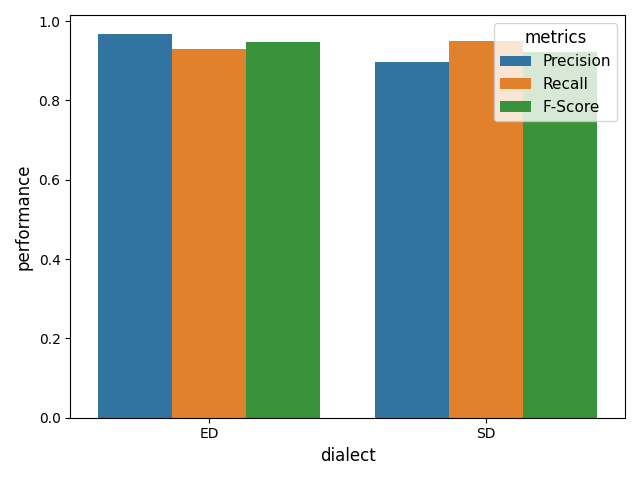 metrics
Precision
Recall
F-Score
performance
1.0
0.8
0.6
0.4
0.2
0.0
ED
SD
dialect